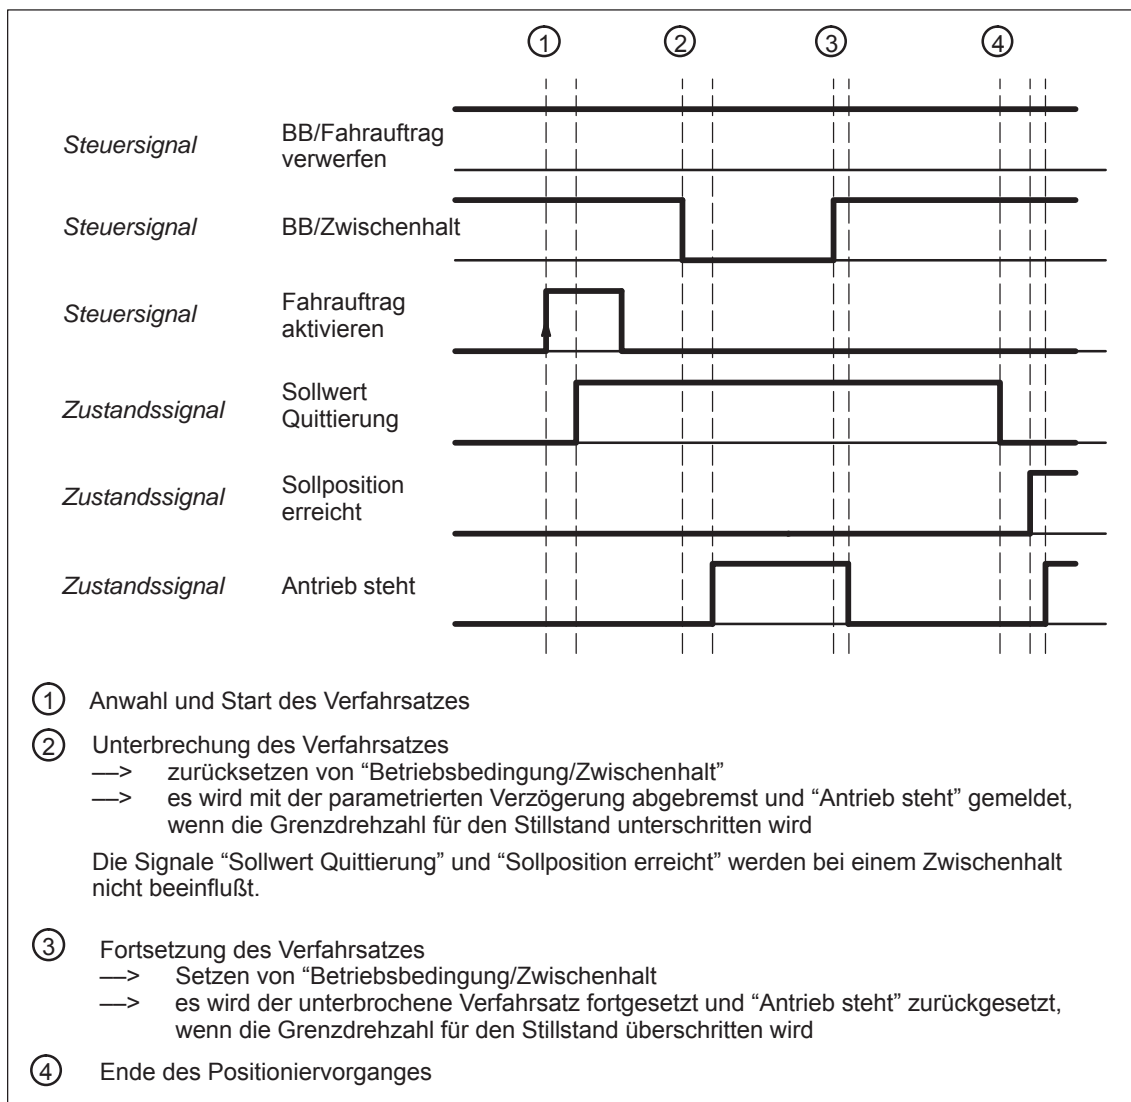 1 2 3 4
Steuersignal BB/Fahrauftrag
verwerfen
Steuersignal BB/Zwischenhalt
Steuersignal Fahrauftrag
aktivieren
Zustandssignal Sollwert
Quittierung
Zustandssignal Sollposition
erreicht
Zustandssignal Antrieb steht
1 Anwahl und Start des Verfahrsatzes
2 Unterbrechung des Verfahrsatzes
—> zurücksetzen von “Betriebsbedingung/Zwischenhalt”
—> es wird mit der parametrierten Verzögerung abgebremst und “Antrieb steht” gemeldet,
wenn die Grenzdrehzahl für den Stillstand unterschritten wird
Die Signale “Sollwert Quittierung” und “Sollposition erreicht” werden bei einem Zwischenhalt
nicht beeinflußt.
3 Fortsetzung des Verfahrsatzes
—> Setzen von “Betriebsbedingung/Zwischenhalt
—> es wird der unterbrochene Verfahrsatz fortgesetzt und “Antrieb steht” zurückgesetzt,
wenn die Grenzdrehzahl für den Stillstand überschritten wird
4 Ende des Positioniervorganges